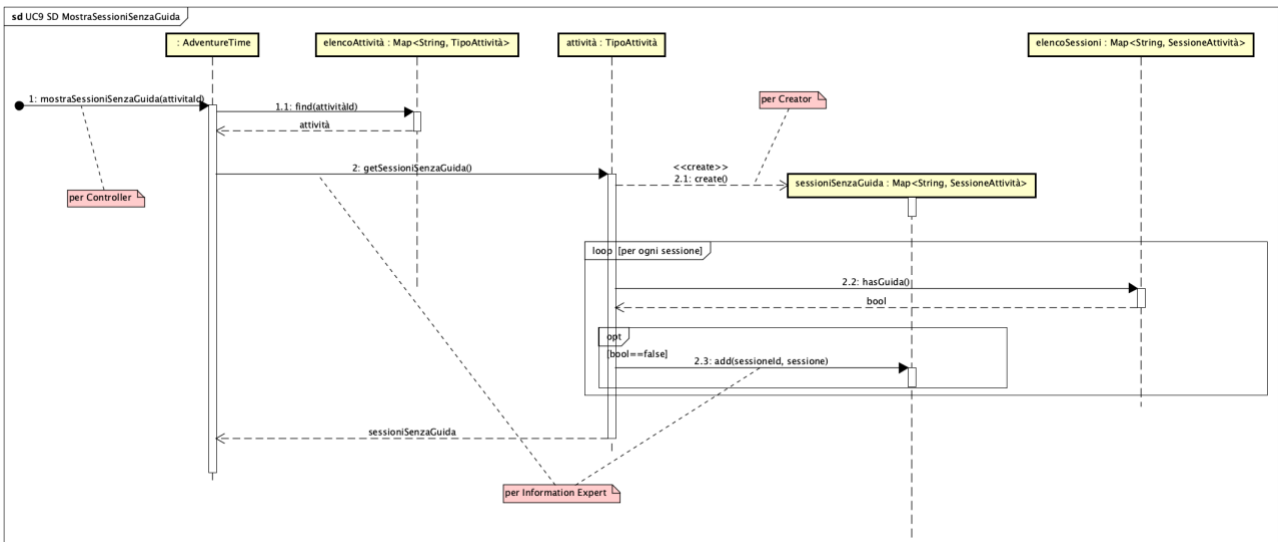 sd UC9 SD MostraSessioniSenzaGuida
: AdventureTime
elencoAttività : Map<String, TipoAttività>
attività : TipoAttività
elencoSessioni : Map<String, SessioneAttività>
1: mostraSessioniSenzaGuida(attivitaId)
1.1: find(attivitàId)
attività
per Creator
per Controller
2: getSessioniSenzaGuida()
<<create>>
2.1: create()
sessioniSenzaGuida : Map<String, SessioneAttività>
loop [per ogni sessione]
2.2: hasGuida()
bool
opt
[bool==false]
2.3: add(sessioneId, sessione)
sessioniSenzaGuida
per Information Expert